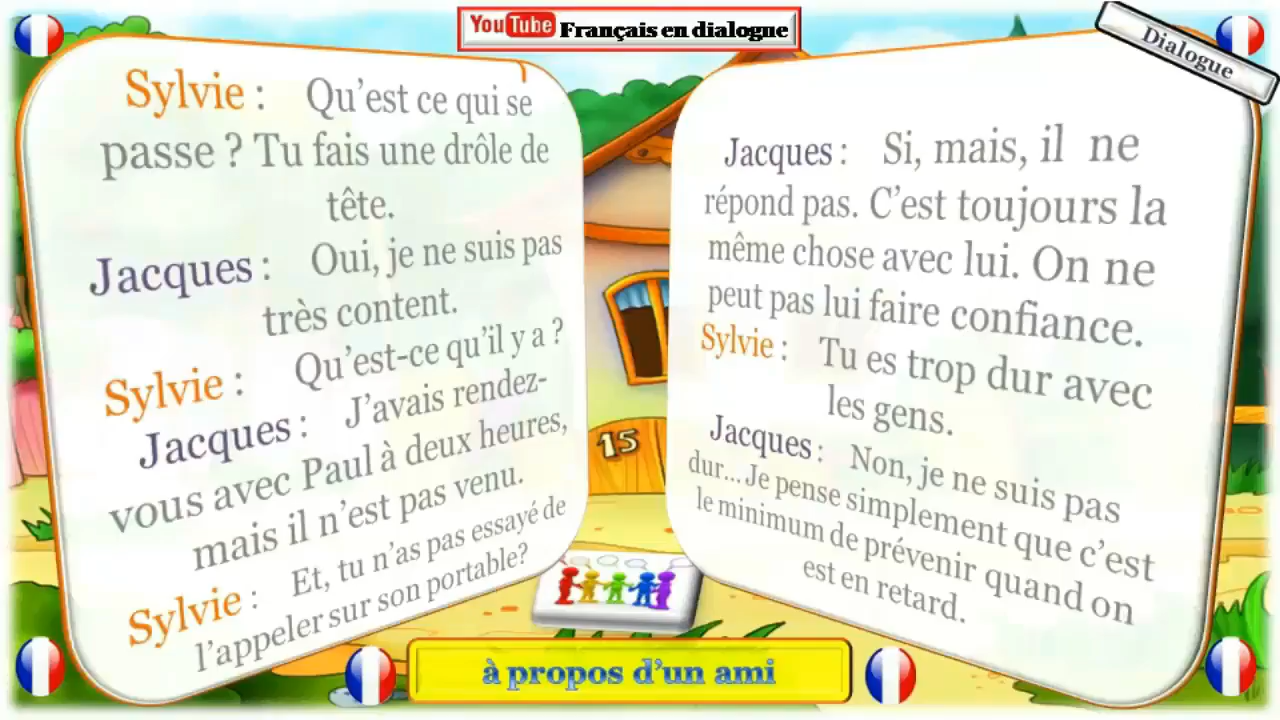 YouTube Français en dialogue
Dialogue
Sylvie : Qu'est ce qui se
passe ? Tu fais une drôle de
tête.
Jacques : Oui, je ne suis pas
très content.
Sylvie : Qu'est-ce qu'il y a ?
Jacques : J'avais rendez-
vous avec Paul à deux heures,
mais il n'est pas venu.
Sylvie : Et, tu n'as pas essayé de
l'appeler sur son portable?
Jacques : Si, mais, il ne
répond pas. C'est toujours la
même chose avec lui. On ne
peut pas lui faire confiance.
Sylvie : Tu es trop dur avec
les gens.
Jacques : Non, je ne suis pas
dur... Je pense simplement que c'est
le minimum de prévenir quand on
est en retard.
15
à propos d'un ami